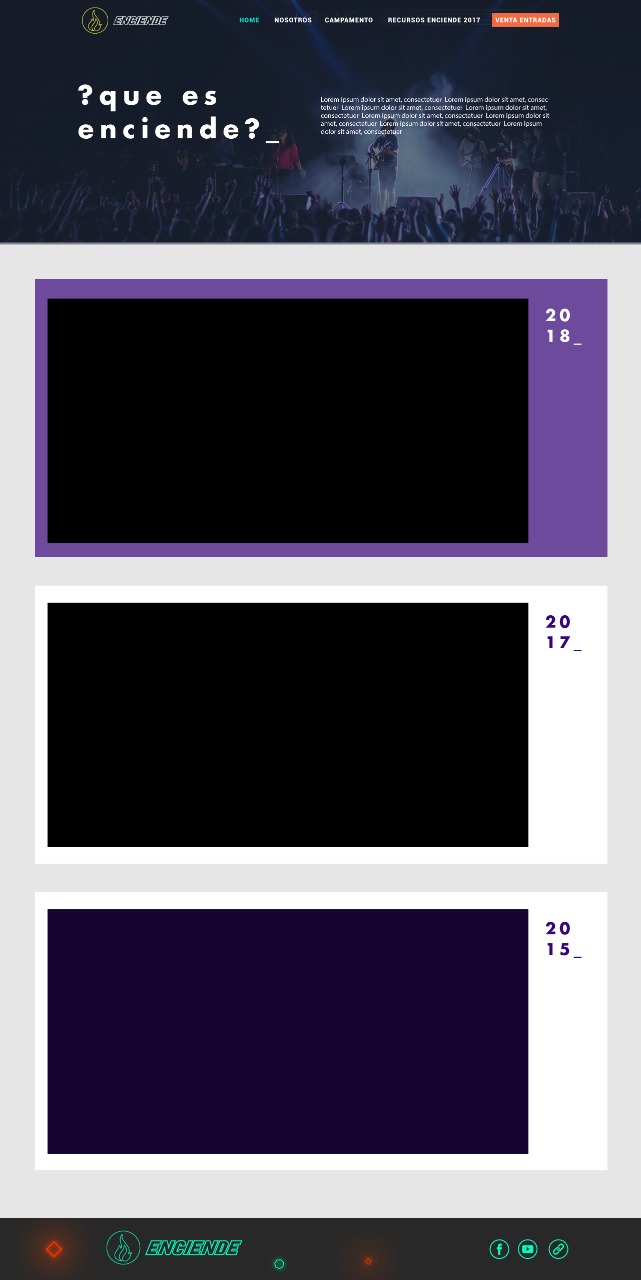 ENCIENDE
HOME NOSOTROS CAMPAMENTO RECURSOS ENCIENDE 2017 VENTA ENTRADAS
?que es
enciende?_
Lorem ipsum dolor sit amet, consectetuer Lorem ipsum dolor sit amet, consec
tetuer Lorem ipsum dolor sit amet, consectetuer Lorem ipsum dolor sit amet,
consectetuer Lorem ipsum dolor sit amet, consectetuer Lorem ipsum dolor sit
amet, consectetuer Lorem ipsum dolor sit amet, consectetuer Lorem ipsum
dolor sit amet, consectetuer
20
18_
20
17_
20
15_
ENCIENDE